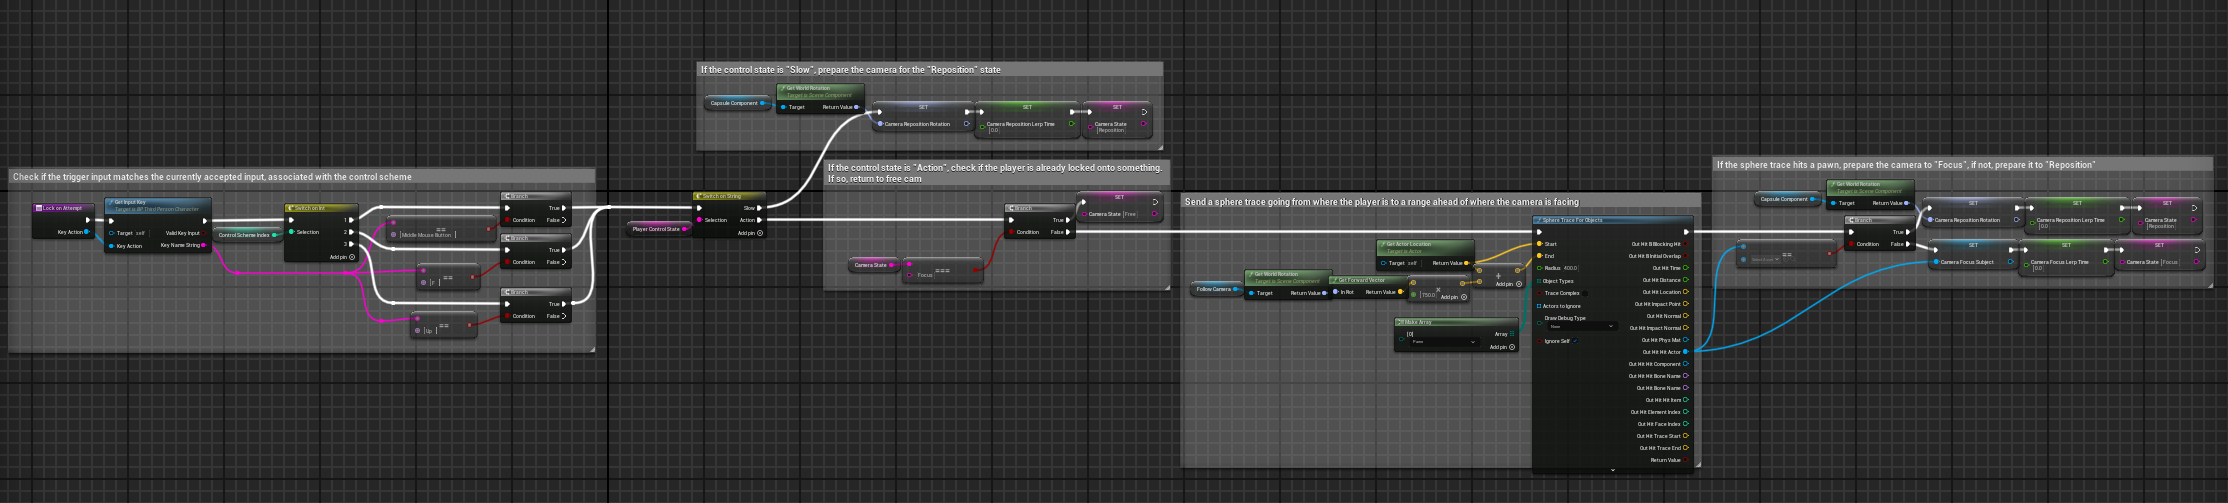 Check if the trigger input matches the currently accepted input, associated with the control scheme
Lock on Attempt
Key Action
Get Input Key
Target is BP Third Person Character
Target self
Valid Key Input
Key Action
Key Name String
Control Scheme Index
Switch on Int
1
Selection
2
3
Add pin
==
Middle Mouse Button
==
F
==
Up
Branch
True
Condition
False
Branch
True
Condition
False
Branch
True
Condition
False
Player Control State
Switch on String
Slow
Selection
Action
Add pin
If the control state is "Slow", prepare the camera for the "Reposition" state
Capsule Component
Get World Rotation
Target is Scene Component
Target
Return Value
SET
Camera Reposition Rotation
SET
Camera Reposition Lerp Time
0.0
SET
Camera State
Reposition
If the control state is "Action", check if the player is already locked onto something.
If so, return to free cam
Camera State
===
Focus
Branch
True
Condition
False
SET
Camera State Free
Send a sphere trace going from where the player is to a range ahead of where the camera is facing
Follow Camera
Get World Rotation
Target is Scene Component
Target
Return Value
Get Forward Vector
In Rot
Return Value
Get Actor Location
Target is Actor
Target self
Return Value
×
750.0
Add pin
+
Add pin
Make Array
[0]
Pawn
Array
Add pin
Sphere Trace For Objects
Start
End
Radius 400.0
Object Types
Trace Complex
Actors to Ignore
Draw Debug Type
None
Ignore Self
Out Hit Blocking Hit
Out Hit Initial Overlap
Out Hit Time
Out Hit Distance
Out Hit Location
Out Hit Impact Point
Out Hit Normal
Out Hit Impact Normal
Out Hit Phys Mat
Out Hit Hit Actor
Out Hit Hit Component
Out Hit Hit Bone Name
Out Hit Bone Name
Out Hit Hit Item
Out Hit Element Index
Out Hit Face Index
Out Hit Trace Start
Out Hit Trace End
Return Value
If the sphere trace hits a pawn, prepare the camera to "Focus", if not, prepare it to "Reposition"
Capsule Component
Get World Rotation
Target is Scene Component
Target
Return Value
==
Branch
True
Condition
False
SET
Camera Reposition Rotation
SET
Camera Reposition Lerp Time
0.0
SET
Camera State
Reposition
SET
Camera Focus Subject
SET
Camera Focus Lerp Time
0.0
SET
Camera State Focus